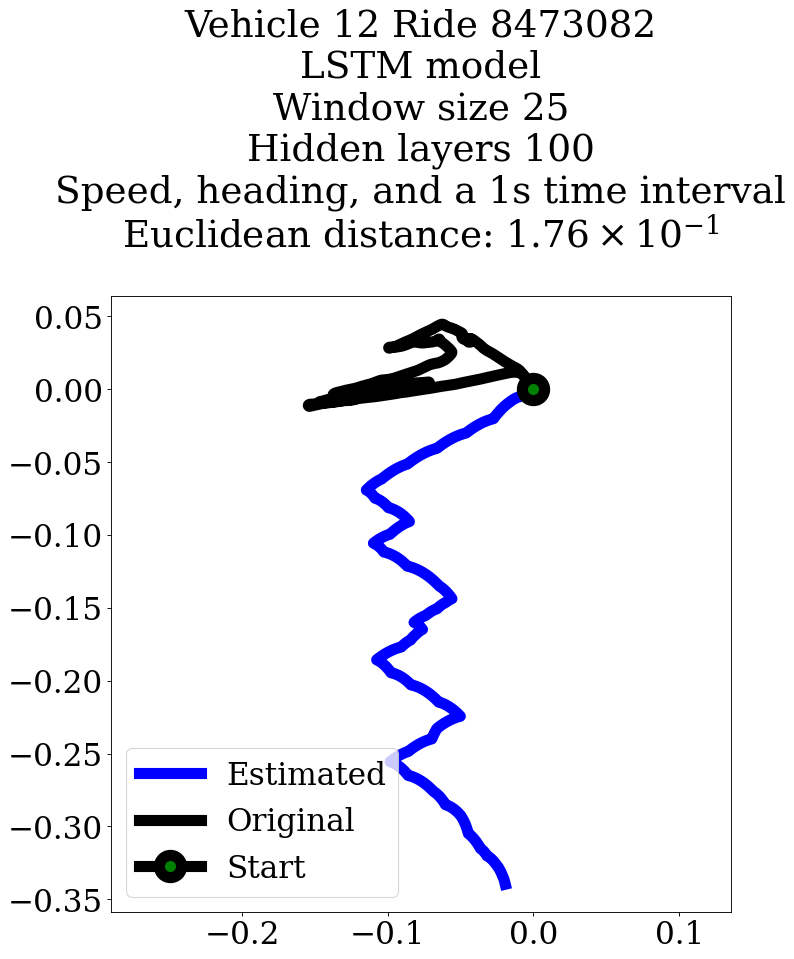 Vehicle 12 Ride 8473082
LSTM model
Window size 25
Hidden layers 100
Speed, heading, and a 1s time interval
Euclidean distance: 1.76 × 10⁻¹
0.05
0.00
−0.05
−0.10
−0.15
−0.20
−0.25
−0.30
−0.35
Estimated
Original
Start
−0.2 −0.1 0.0 0.1